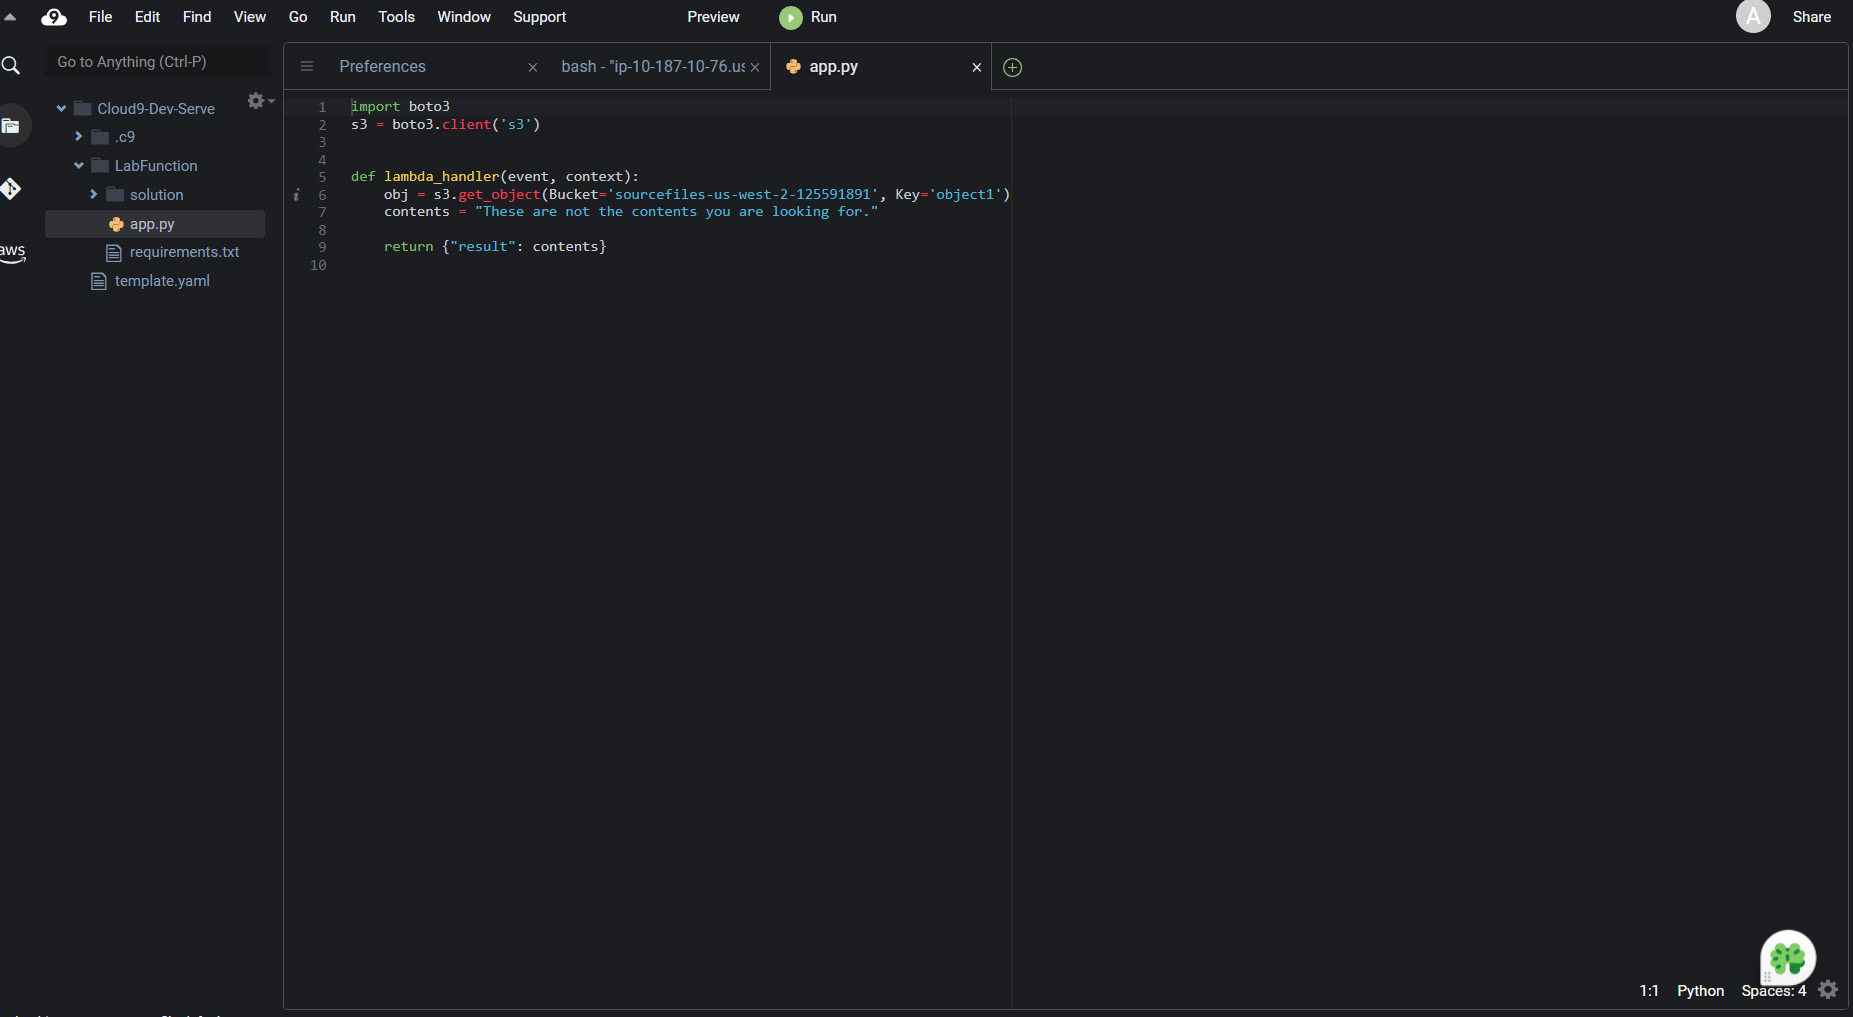 9 File Edit Find View Go Run Tools Window Support Preview Run A Share
Go to Anything (Ctrl-P)
Preferences bash - "ip-10-187-10-76.us app.py
Cloud9-Dev-Serve
.c9
LabFunction
solution
app.py
requirements.txt
template.yaml
aws
1 import boto3
2 s3 = boto3.client('s3')
3
4
5 def lambda_handler(event, context):
i 6 obj = s3.get_object(Bucket='sourcefiles-us-west-2-125591891', Key='object1')
7 contents = "These are not the contents you are looking for."
8
9 return {"result": contents}
10
1:1 Python Spaces: 4